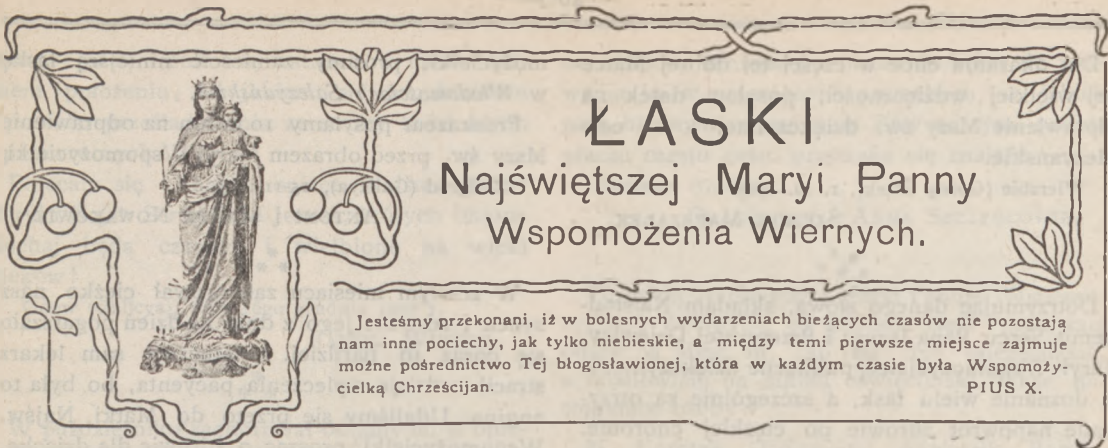 ŁASKI
Najświętszej Maryi Panny
Wspomożenia Wiernych.
Jesteśmy przekonani, iż w bolesnych wydarzeniach bieżących czasów, nie pozostają
nam inne pociechy, jak tylko niebieskie, a między temi pierwsze miejsce zajmuje
możne pośrednictwo Tej błogosławionej, która w każdym czasie była — Wspomoży-
cielką Chrześcijan.
PIUS X.